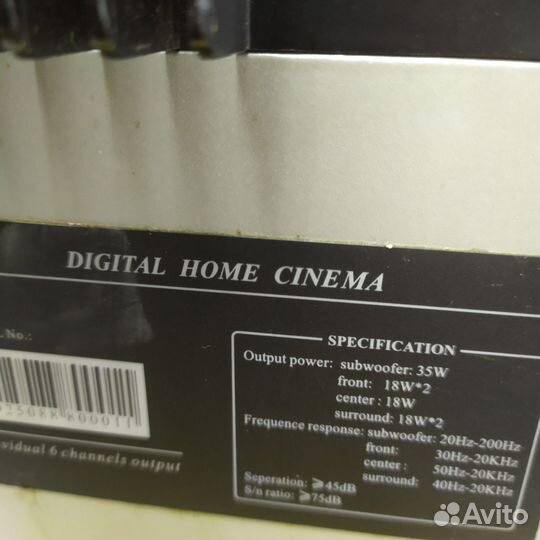 DIGITAL HOME CINEMA
.No.:
25088 800011
vidual 6 channels output
SPECIFICATION
Output power: subwoofer: 35W
front: 18W*2
center : 18W
surround: 18W*2
Frequence response: subwoofer: 20Hz-200Hz
front: 30Hz-20KHz
center : 50Hz-20KHz
surround: 40Hz-20KHz
Seperation: ⩾45dB
S/n ratio: ⩾75dB
Avito